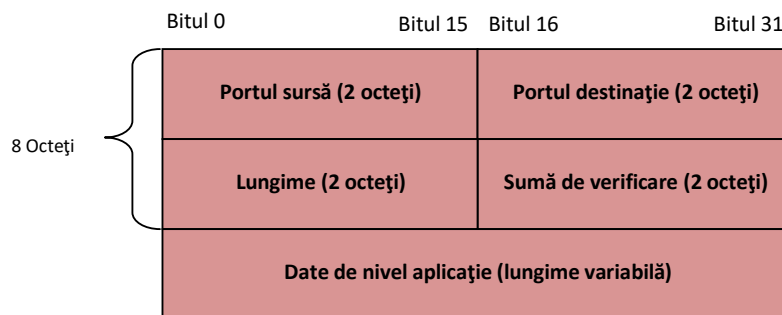 Bitul 0 Bitul 15 Bitul 16 Bitul 31
Portul sursă (2 octeţi) Portul destinaţie (2 octeţi)
8 Octeţi
Lungime (2 octeţi) Sumă de verificare (2 octeţi)
Date de nivel aplicaţie (lungime variabilă)